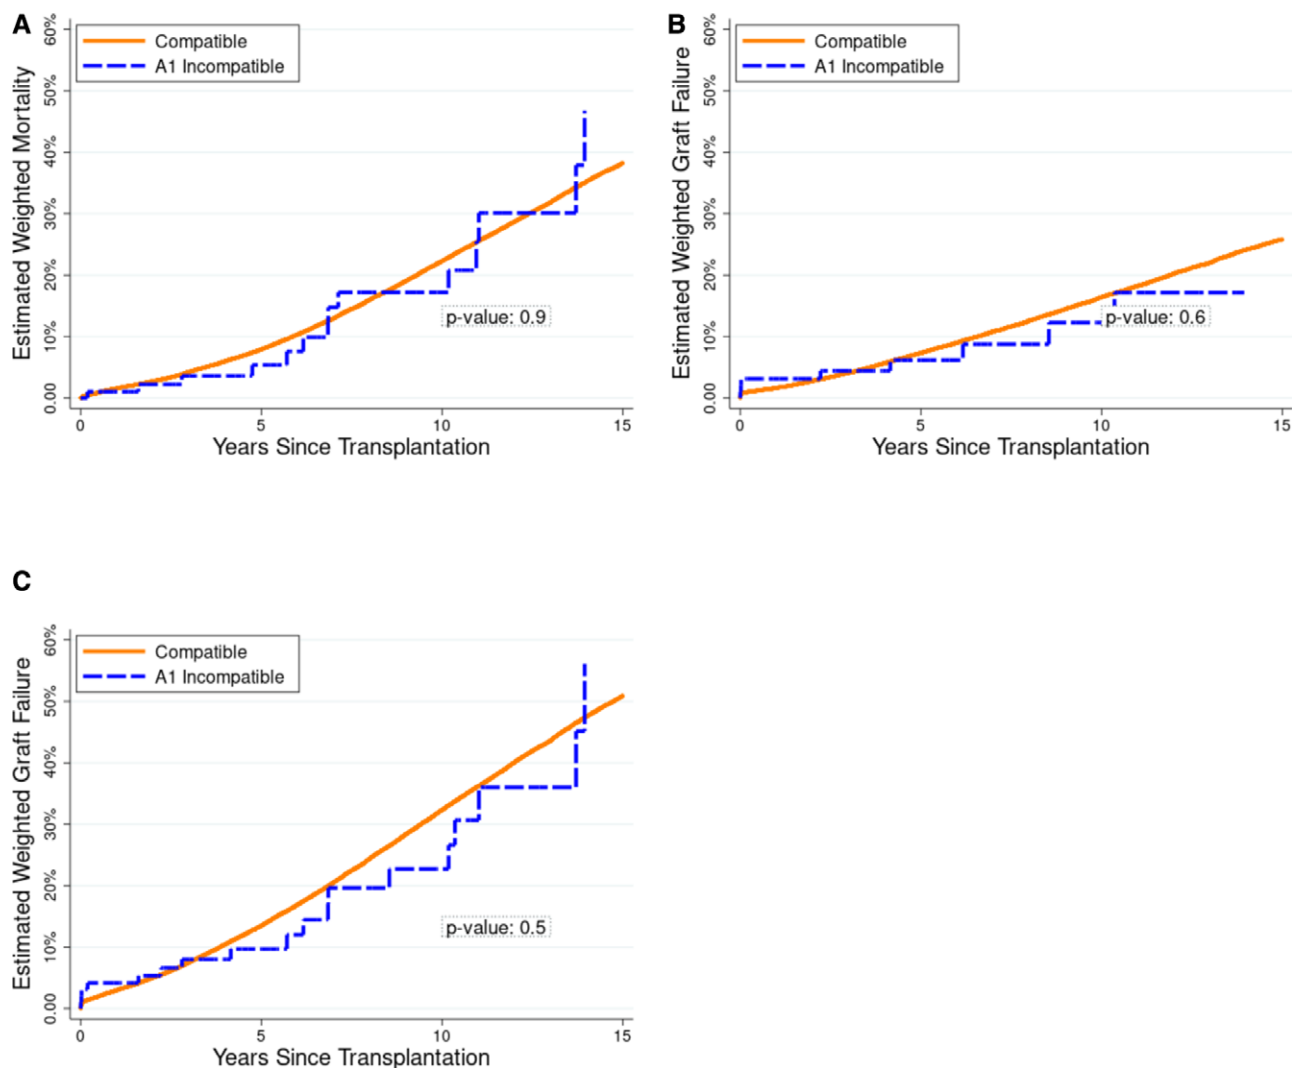 A
Compatible
A1 Incompatible
Estimated Weighted Mortality
60%
50%
40%
30%
20%
10%
0.00
p-value: 0.9
0 5 10 15
Years Since Transplantation
B
Compatible
A1 Incompatible
Estimated Weighted Graft Failure
60%
50%
40%
30%
20%
10%
0.00
p-value: 0.6
0 5 10 15
Years Since Transplantation
C
Compatible
A1 Incompatible
Estimated Weighted Graft Failure
60%
50%
40%
30%
20%
10%
0.00
p-value: 0.5
0 5 10 15
Years Since Transplantation